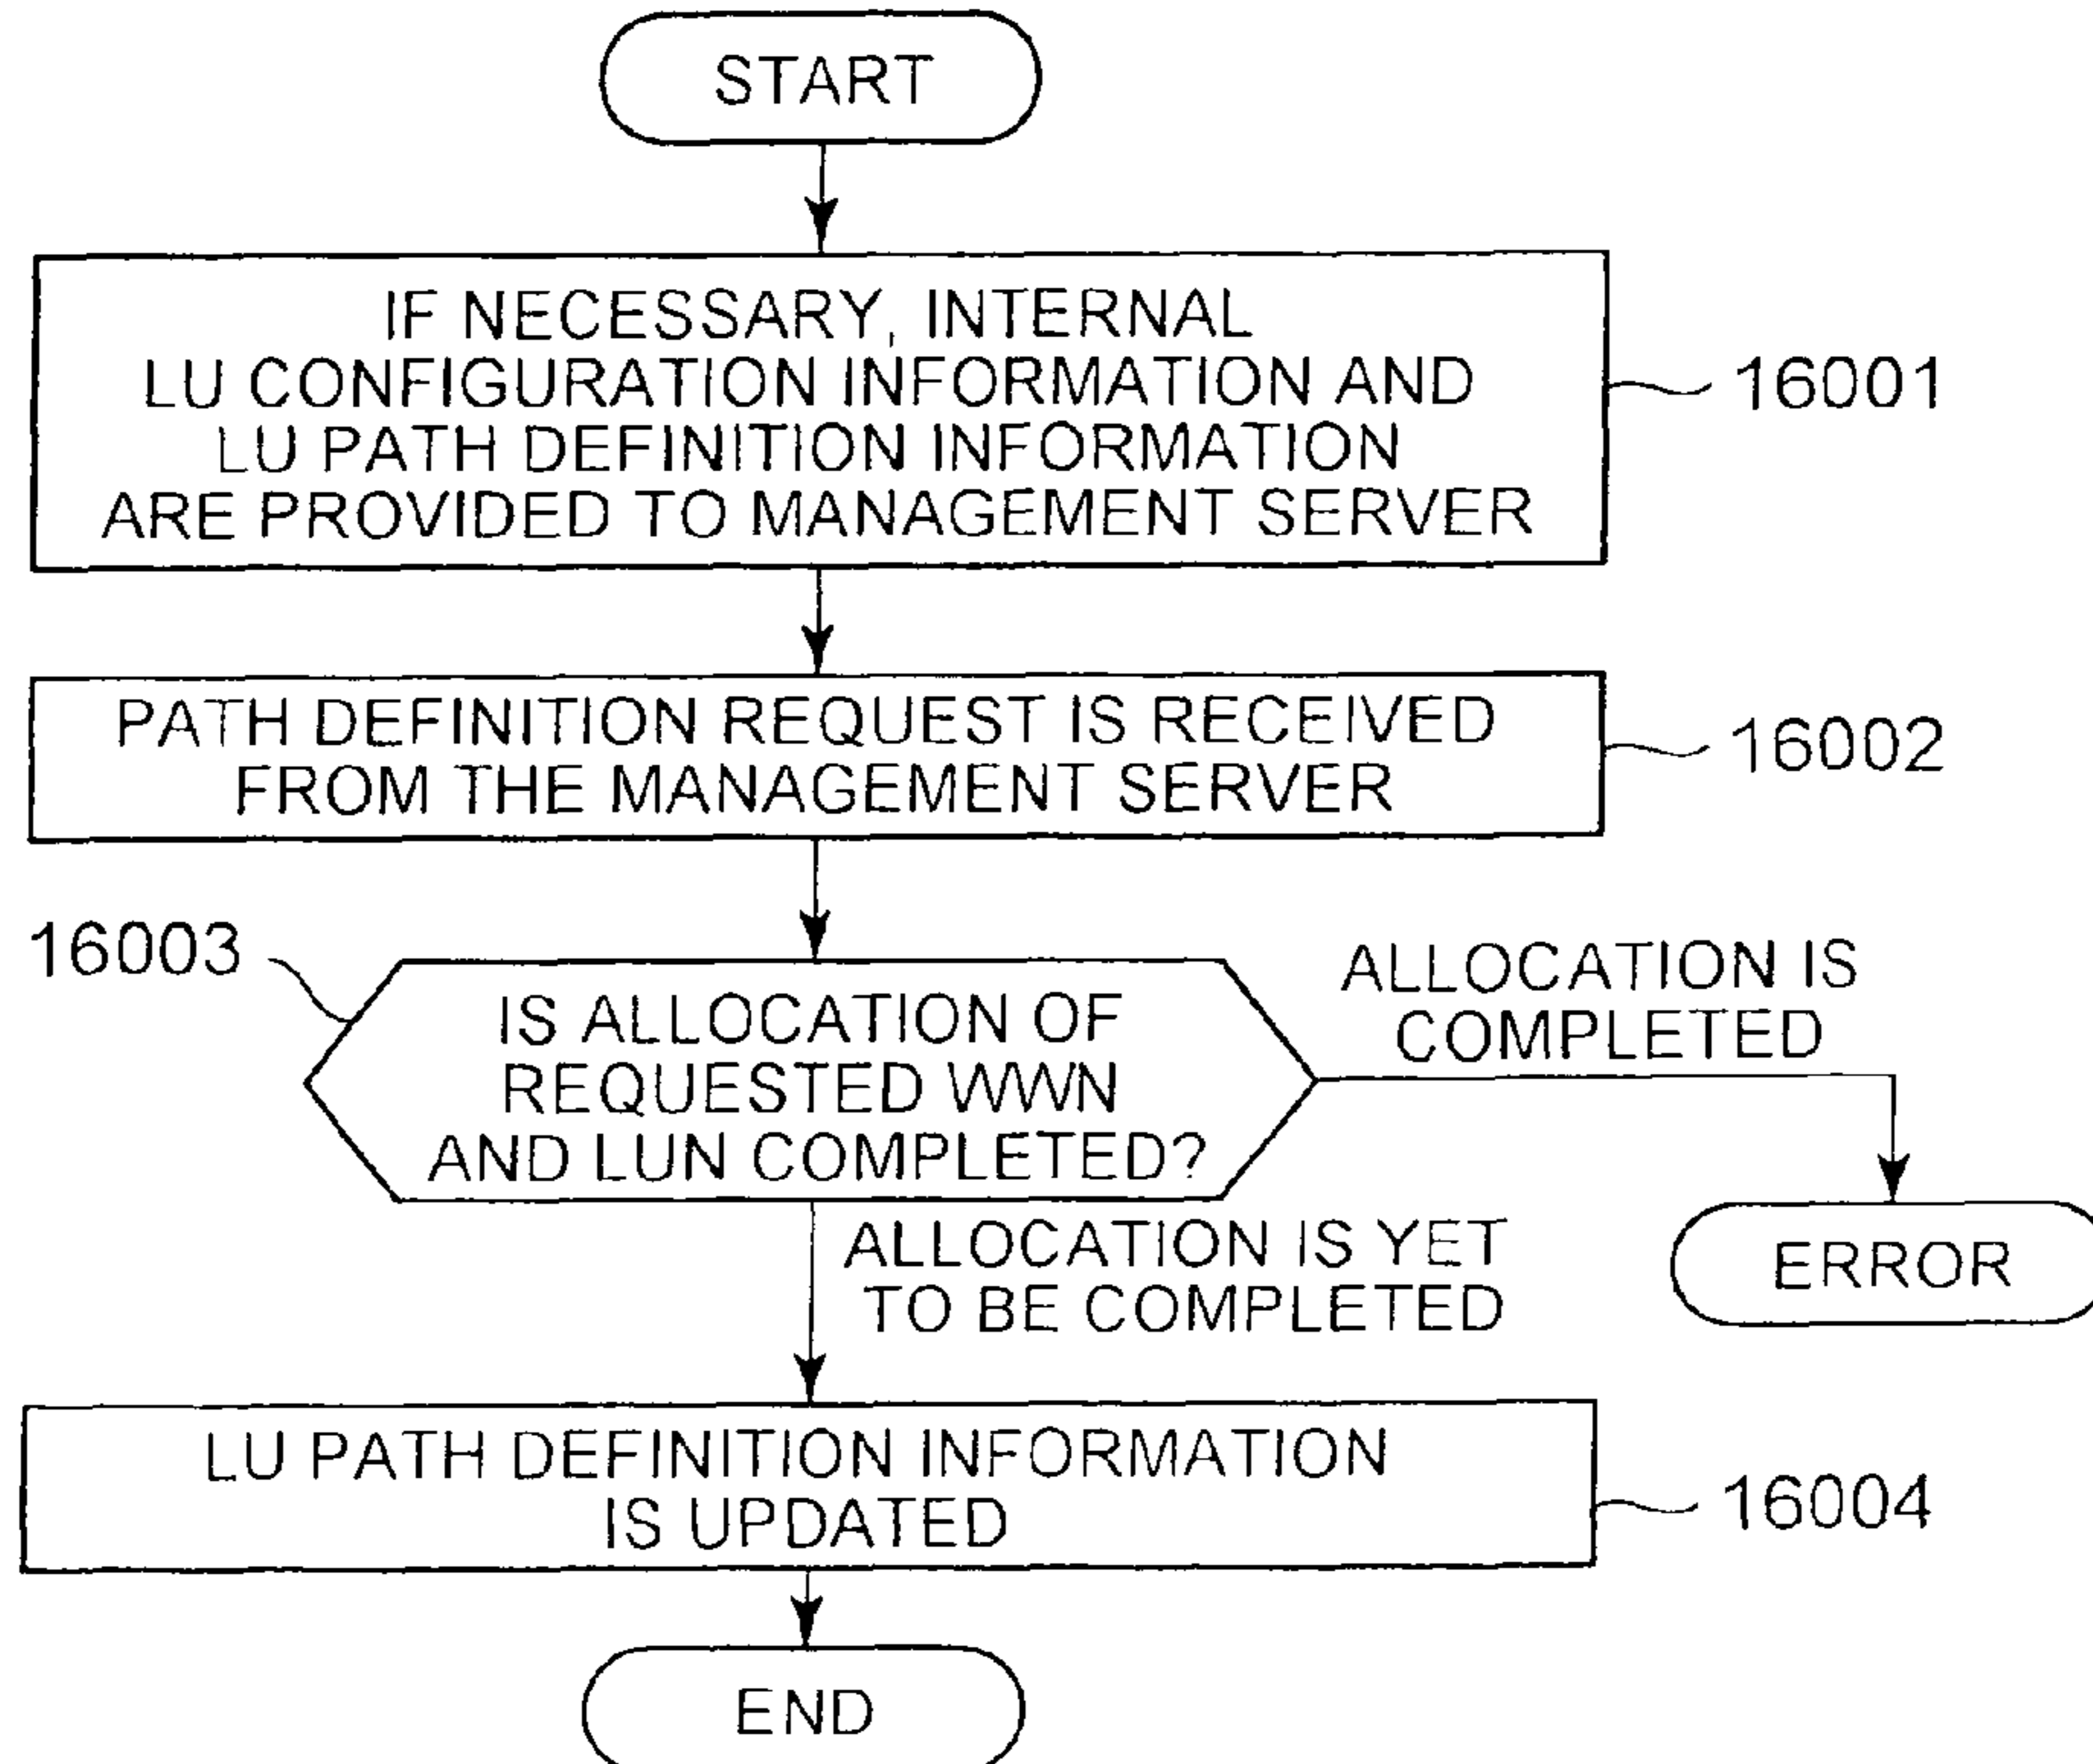 START
IF NECESSARY, INTERNAL
LU CONFIGURATION INFORMATION AND
LU PATH DEFINITION INFORMATION
ARE PROVIDED TO MANAGEMENT SERVER
16001
PATH DEFINITION REQUEST IS RECEIVED
FROM THE MANAGEMENT SERVER
16002
16003
IS ALLOCATION OF
REQUESTED WWN
AND LUN COMPLETED?
ALLOCATION IS
COMPLETED
ERROR
ALLOCATION IS YET
TO BE COMPLETED
LU PATH DEFINITION INFORMATION
IS UPDATED
16004
END